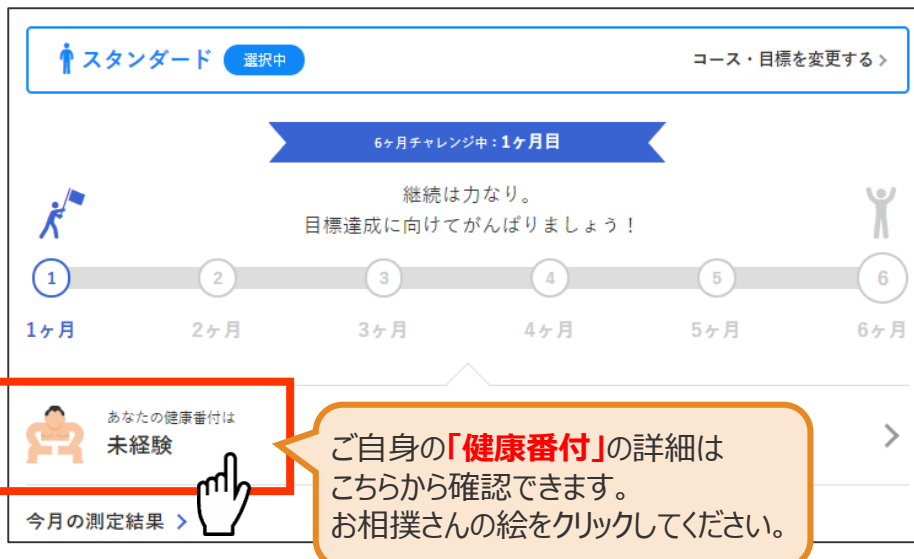 スタンダード 選択中 コース・目標を変更する >
6ヶ月チャレンジ中：1ヶ月目
継続は力なり。
目標達成に向けてがんばりましょう！
1 2 3 4 5 6
1ヶ月 2ヶ月 3ヶ月 4ヶ月 5ヶ月 6ヶ月
あなたの健康番付は
未経験
ご自身の「健康番付」の詳細は
こちらから確認できます。
お相撲さんの絵をクリックしてください。
今月の測定結果 >